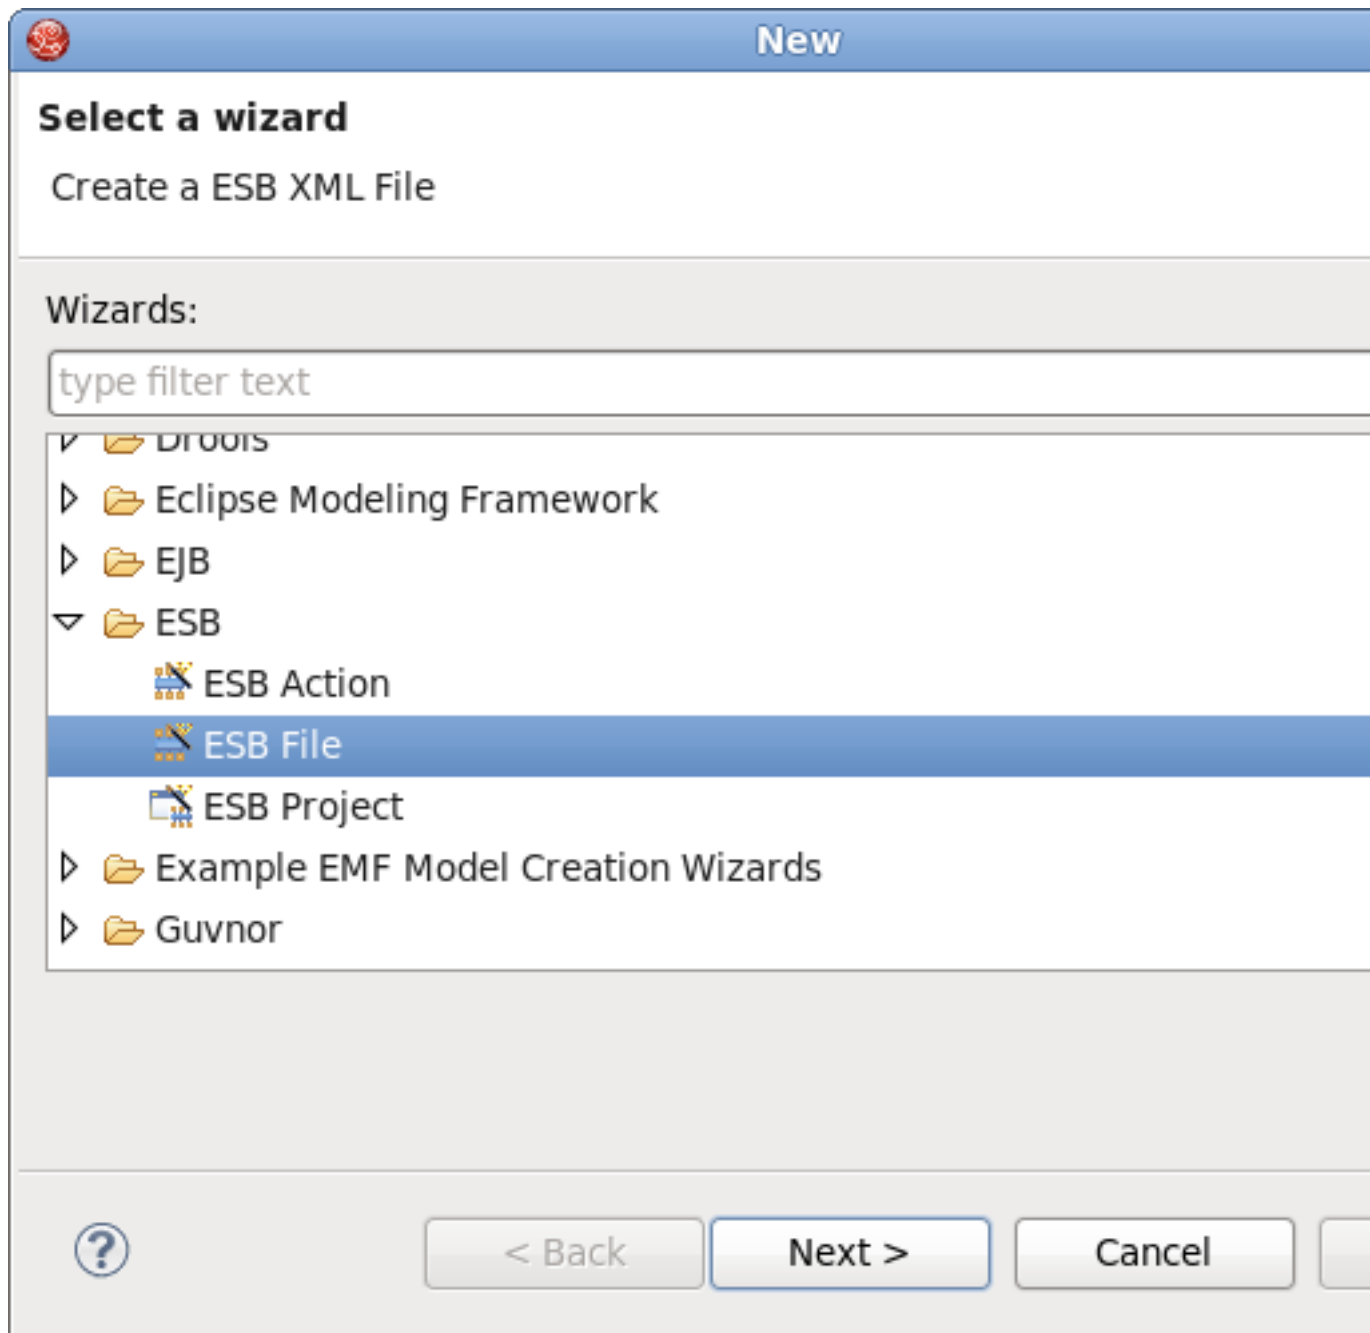 New
Select a wizard
Create a ESB XML File
Wizards:
type filter text
Drools
Eclipse Modeling Framework
EJB
ESB
ESB Action
ESB File
ESB Project
Example EMF Model Creation Wizards
Guvnor
?
< Back
Next >
Cancel